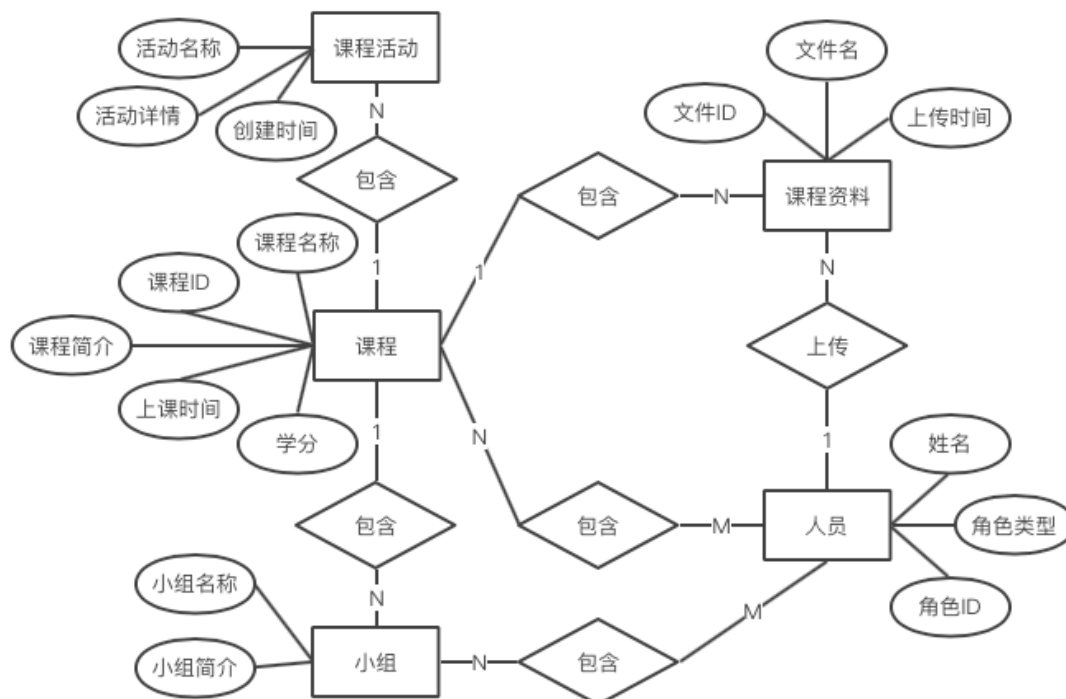 活动名称
课程活动
活动详情
创建时间
N
包含
1
文件名
文件ID
上传时间
课程资料
包含
N
1
N
上传
1
课程名称
课程ID
课程简介
课程
上课时间
学分
1
N
包含
M
姓名
人员
角色类型
角色ID
包含
N
小组名称
小组简介
小组
N
包含
M